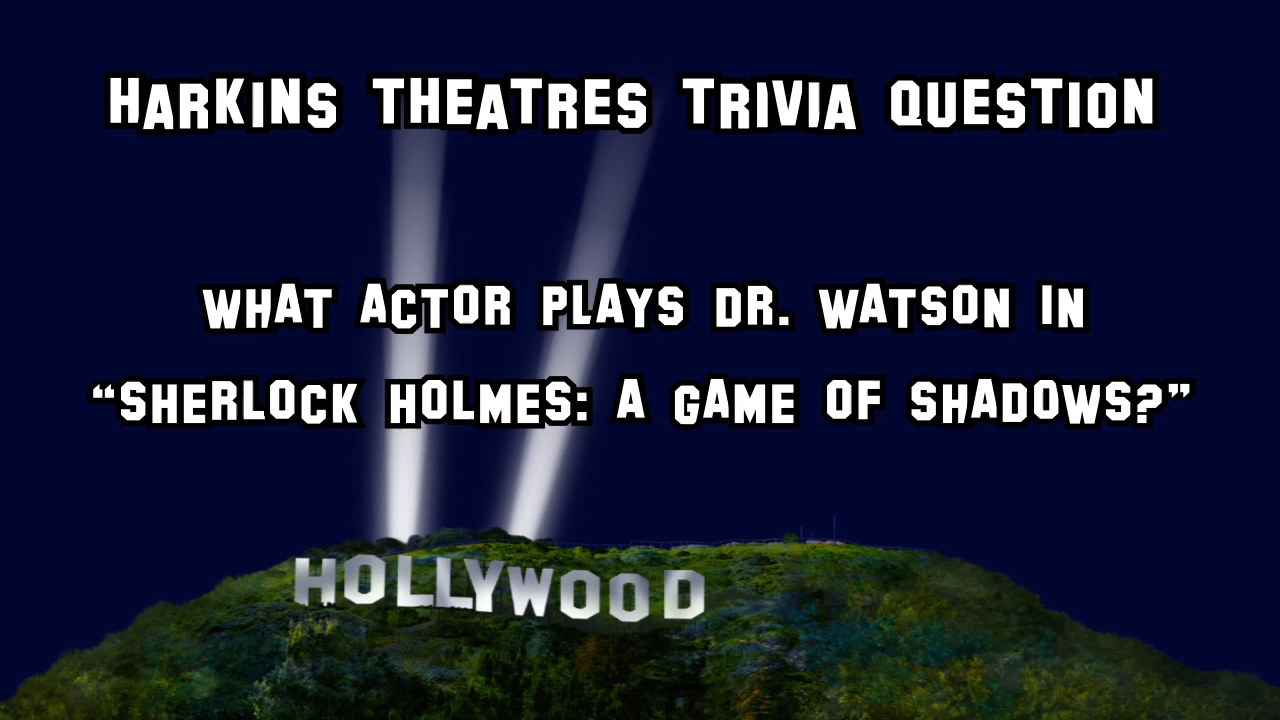 HARKINS THEATRES TRIVIA QUESTION
WHAT ACTOR PLAYS DR. WATSON IN
“SHERLOCK HOLMES: A GAME OF SHADOWS?”
HOLLYWOOD